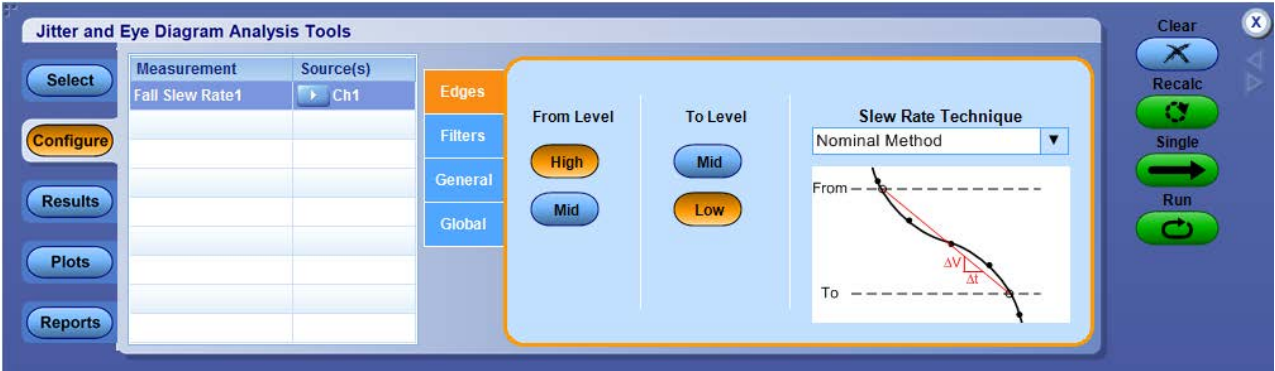 Jitter and Eye Diagram Analysis Tools
Clear
X
Select
Measurement Source(s)
Fall Slew Rate1 Ch1
Edges
Recalc
From Level To Level Slew Rate Technique
Configure
Filters
High Mid
Nominal Method
Single
General
From
Results
Mid Low
Run
Global
Plots
ΔV
Δt
To
Reports